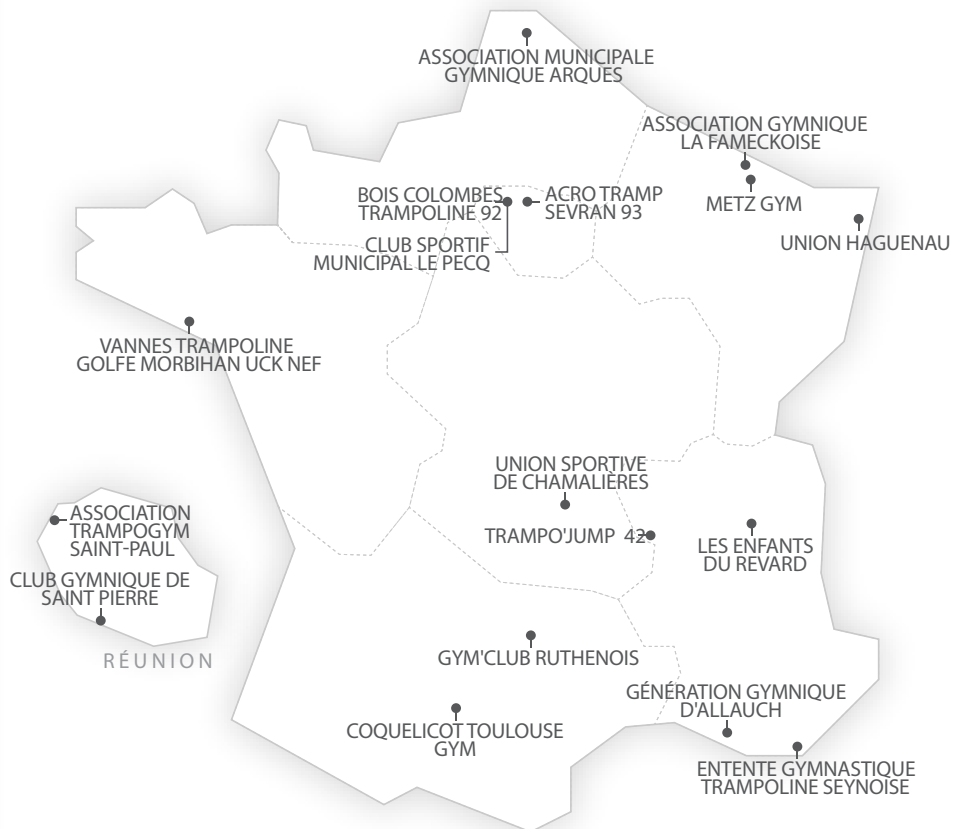 ASSOCIATION MUNICIPALE
GYMNIQUE ARQUES
ASSOCIATION GYMNIQUE
LA FAMECKOISE
METZ GYM
BOIS COLOMBES
TRAMPOLINE 92
ACRO TRAMP
SEVRAN 93
CLUB SPORTIF
MUNICIPAL LE PECQ
UNION HAGUENAU
VANNES TRAMPOLINE
GOLFE MORBIHAN UCK NEF
UNION SPORTIVE
DE CHAMALIÈRES
TRAMPO'JUMP 42
LES ENFANTS
DU REVARD
ASSOCIATION
TRAMPOGYM
SAINT-PAUL
CLUB GYMNIQUE DE
SAINT PIERRE
RÉUNION
GYM'CLUB RUTHENOIS
GÉNÉRATION GYMNIQUE
D'ALLAUCH
COQUELICOT TOULOUSE
GYM
ENTENTE GYMNASTIQUE
TRAMPOLINE SEYNOISE